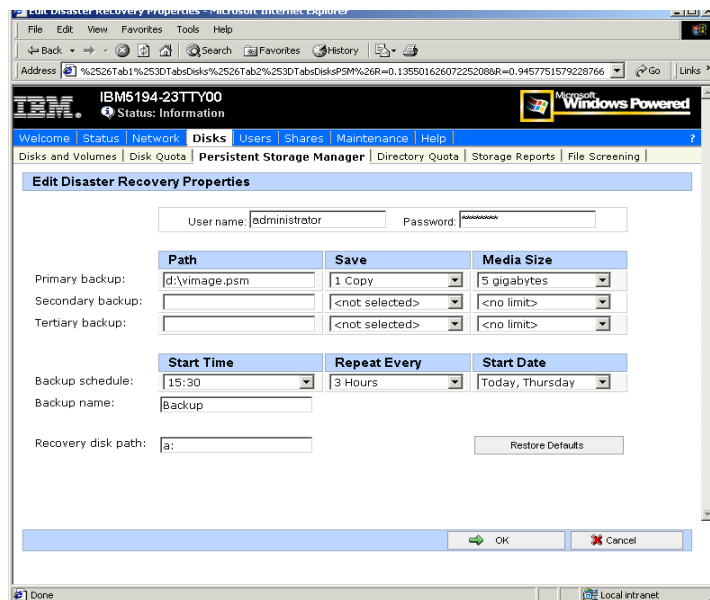 Edit Disaster Recovery Properties - Microsoft Internet Explorer
File Edit View Favorites Tools Help
Back Search Favorites History
Address %2526Tab1%253DTabsDisks%2526Tab2%253DTabsDisksPSM%26R=0.1355016260722520&R=0.9457751579228766 Go Links
IBM. IBM5194-23TTY00
Status: Information
Microsoft Windows Powered
Welcome | Status | Network | Disks | Users | Shares | Maintenance | Help | ?
Disks and Volumes | Disk Quota | Persistent Storage Manager | Directory Quota | Storage Reports | File Screening |
Edit Disaster Recovery Properties
User name: administrator Password: ********
Path Save Media Size
Primary backup: d:\vimage.psm 1 Copy 5 gigabytes
Secondary backup: <not selected> <no limit>
Tertiary backup: <not selected> <no limit>
Start Time Repeat Every Start Date
Backup schedule: 15:30 3 Hours Today, Thursday
Backup name: Backup
Recovery disk path: a: Restore Defaults
OK Cancel
Done Local intranet